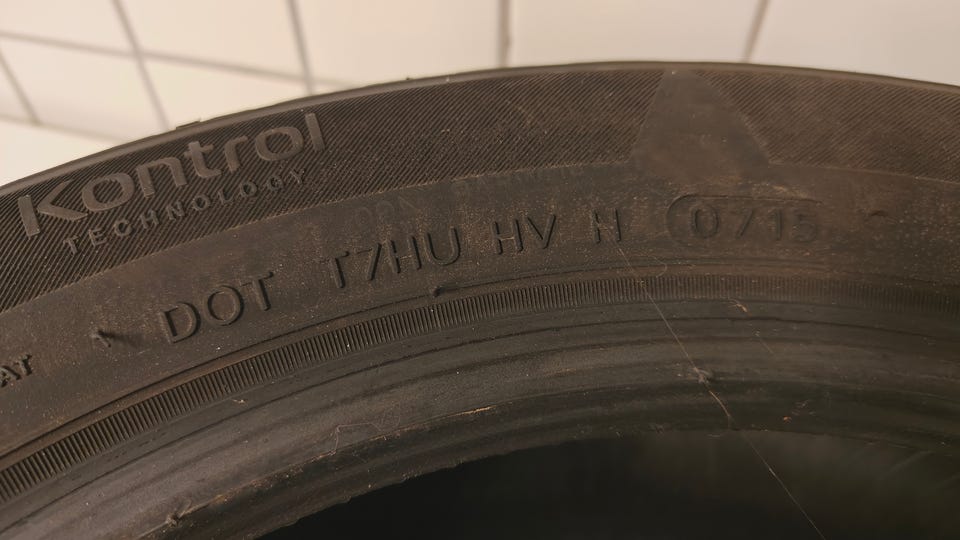 Kontrol
TECHNOLOGY
DOT T7HU HV H 0715